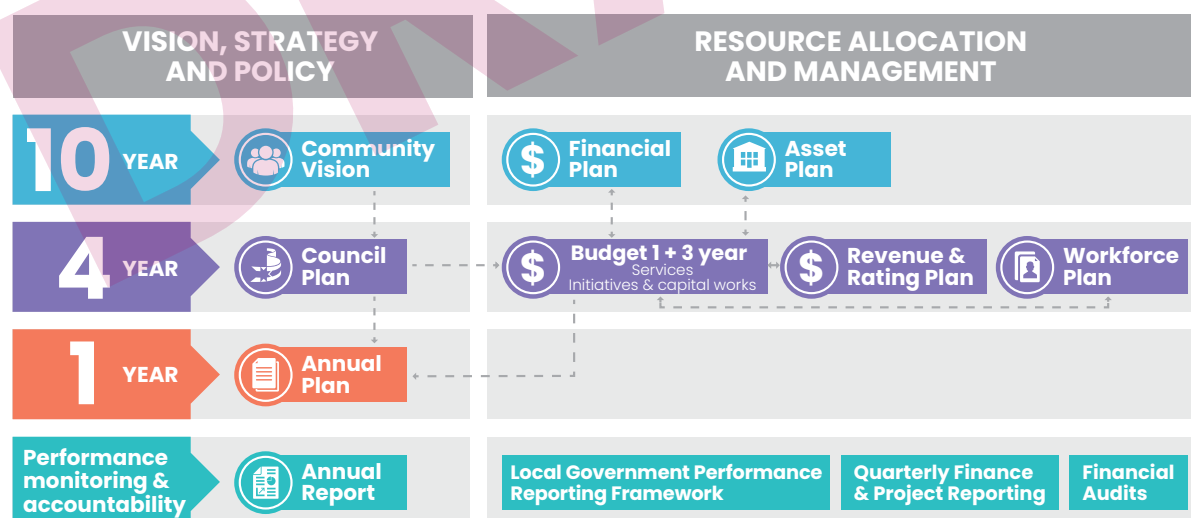 VISION, STRATEGY
AND POLICY
RESOURCE ALLOCATION
AND MANAGEMENT
10 YEAR
Community
Vision
Financial
Plan
Asset
Plan
4 YEAR
Council
Plan
Budget 1 + 3 year
Services
Initiatives & capital works
Revenue &
Rating Plan
Workforce
Plan
1 YEAR
Annual
Plan
Performance
monitoring &
accountability
Annual
Report
Local Government Performance
Reporting Framework
Quarterly Finance
& Project Reporting
Financial
Audits